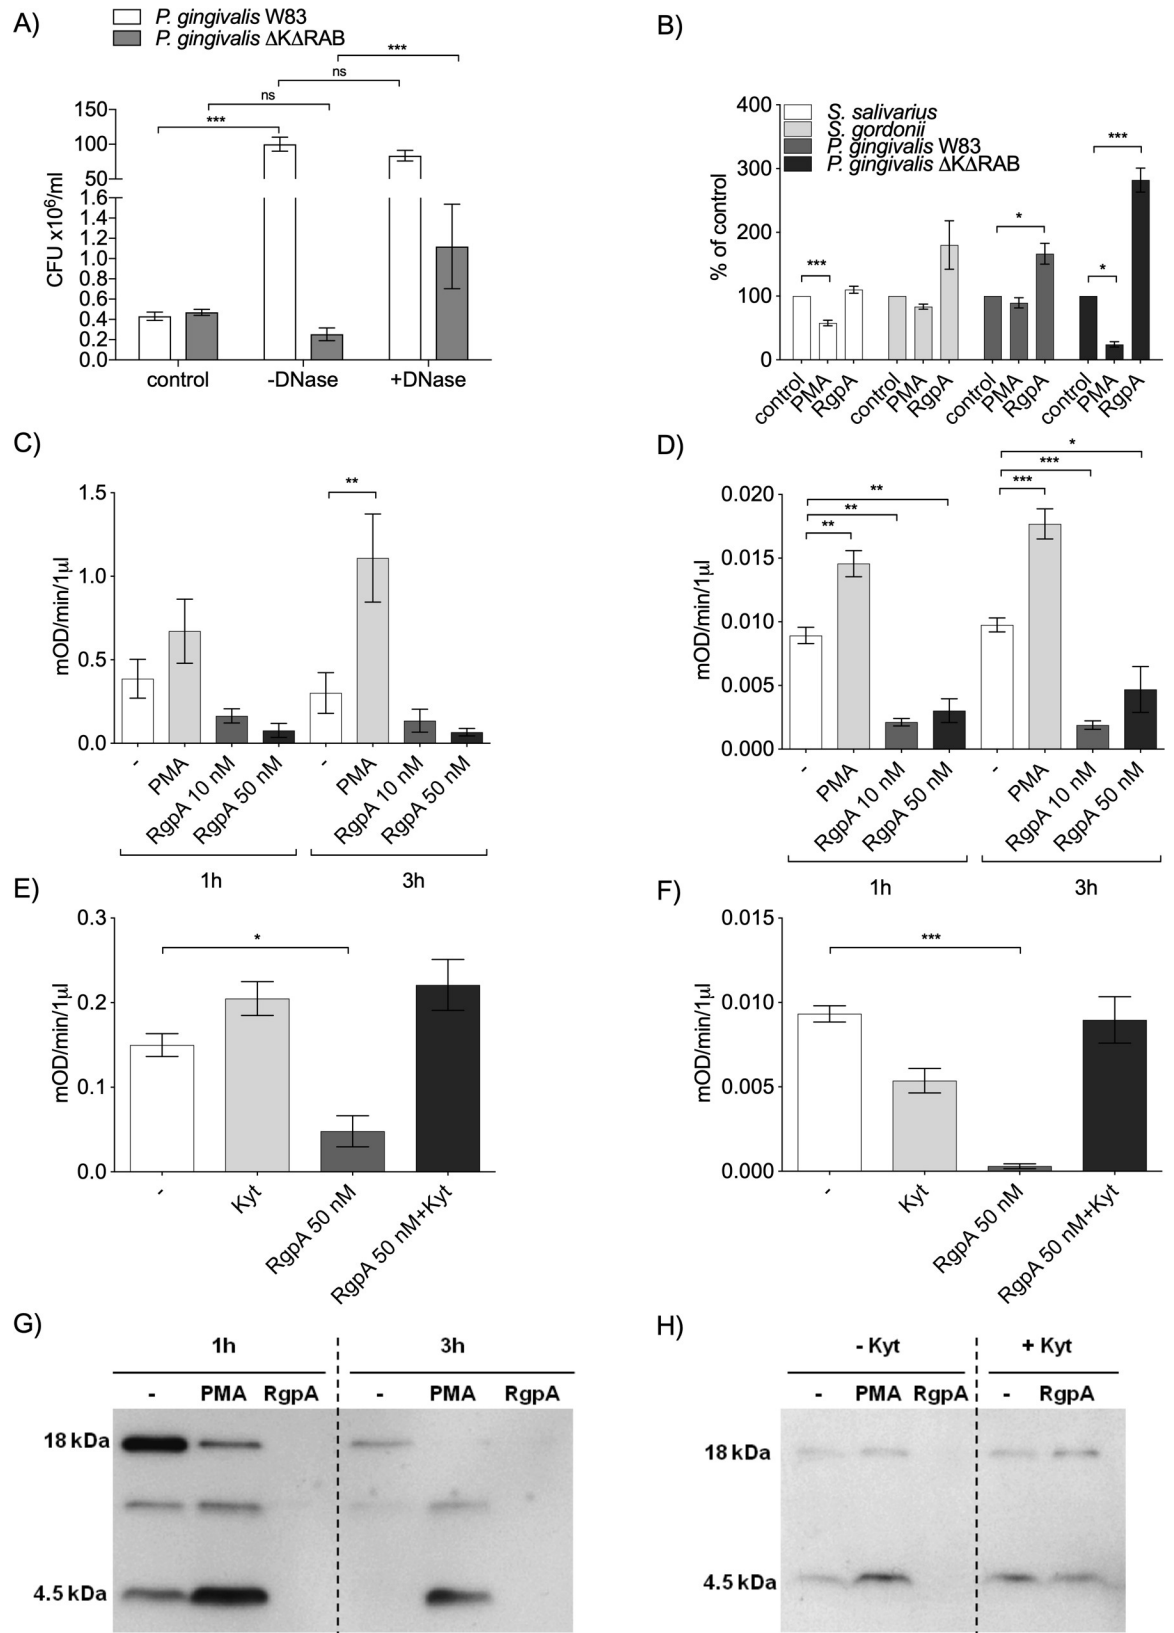 A)
P. gingivalis W83
P. gingivalis ΔKΔRAB
***
ns
ns
***
150
100
50
1.6
1.4
1.2
1.0
0.8
0.6
0.4
0.2
0.0
CFU x10⁶/ml
control
-DNase
+DNase
B)
400
300
200
100
0
% of control
S. salivarius
S. gordonii
P. gingivalis W83
P. gingivalis ΔKΔRAB
***
*
*
***
control
PMA
RgpA
control
PMA
RgpA
control
PMA
RgpA
control
PMA
RgpA
C)
1.5
1.0
0.5
0.0
mOD/min/1µl
**
-
PMA
RgpA 10 nM
RgpA 50 nM
-
PMA
RgpA 10 nM
RgpA 50 nM
1h
3h
D)
0.020
0.015
0.010
0.005
0.000
mOD/min/1µl
**
**
**
*
***
***
-
PMA
RgpA 10 nM
RgpA 50 nM
-
PMA
RgpA 10 nM
RgpA 50 nM
1h
3h
E)
0.3
0.2
0.1
0.0
mOD/min/1µl
*
-
Kyt
RgpA 50 nM
RgpA 50 nM+Kyt
F)
0.015
0.010
0.005
0.000
mOD/min/1µl
***
-
Kyt
RgpA 50 nM
RgpA 50 nM+Kyt
G)
1h
3h
- PMA RgpA
- PMA RgpA
18 kDa
4.5 kDa
H)
- Kyt
+ Kyt
- PMA RgpA
- RgpA
18 kDa
4.5 kDa